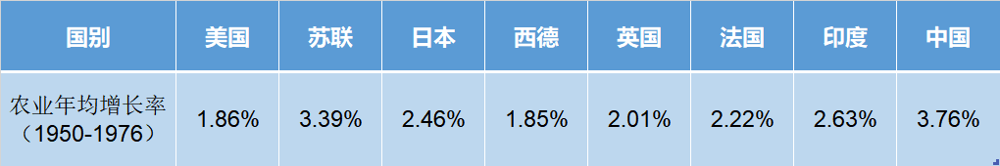 国别 美国 苏联 日本 西德 英国 法国 印度 中国
农业年均增长率
（1950-1976） 1.86% 3.39% 2.46% 1.85% 2.01% 2.22% 2.63% 3.76%